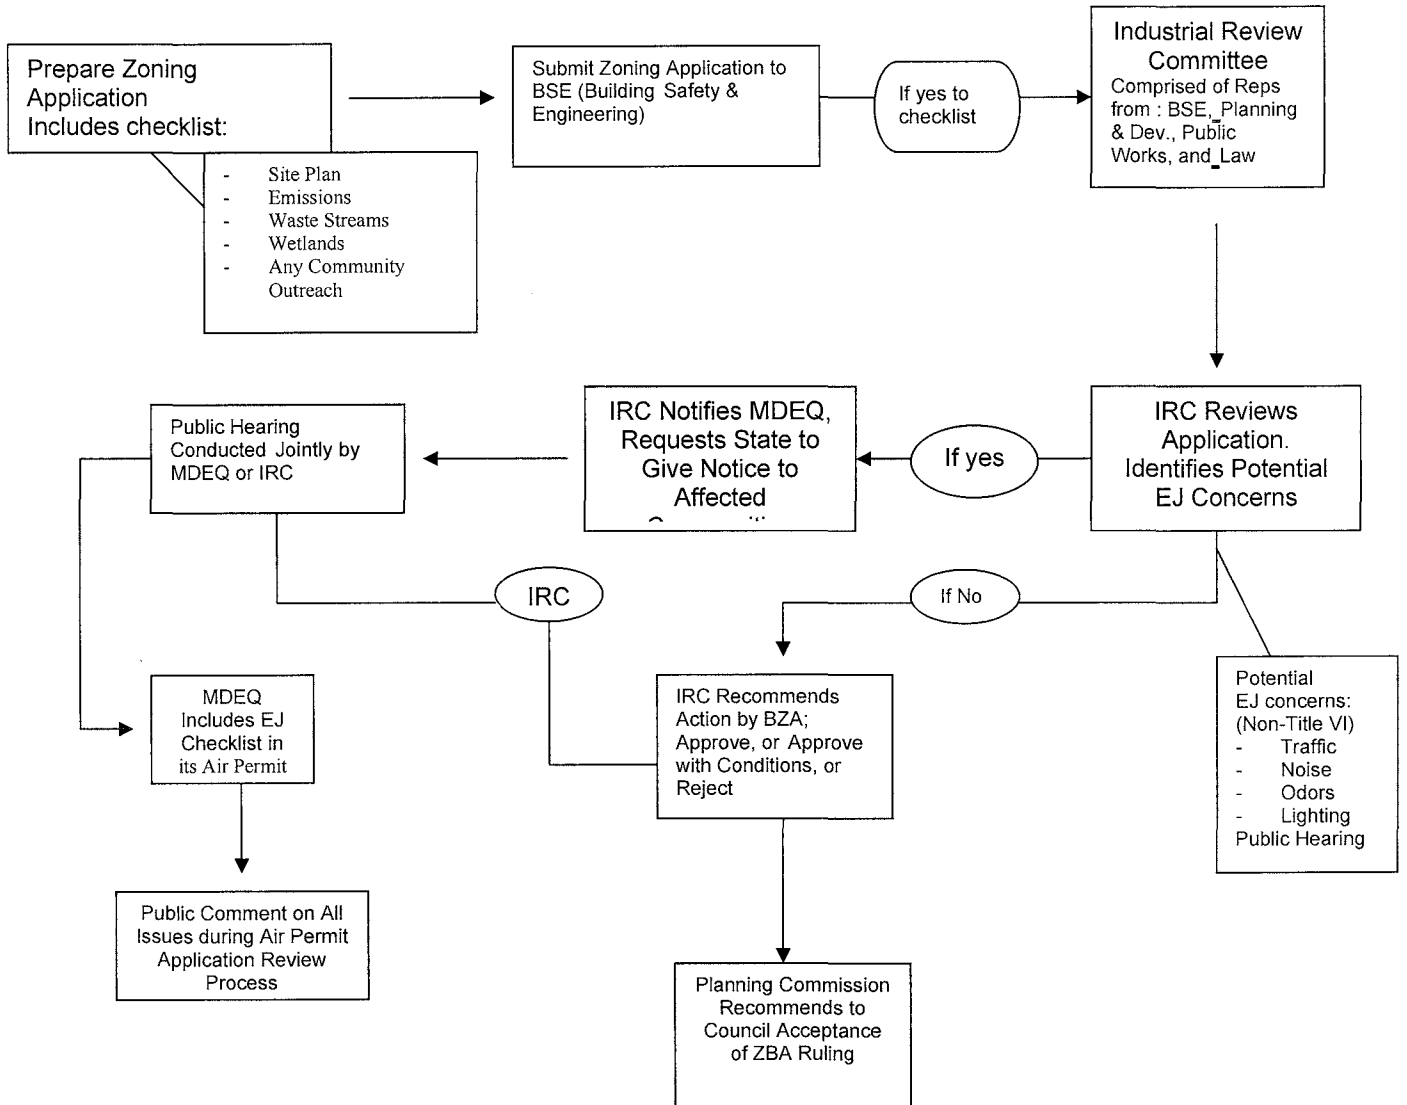 Prepare Zoning
Application
Includes checklist:
- Site Plan
- Emissions
- Waste Streams
- Wetlands
- Any Community
Outreach
Submit Zoning Application to
BSE (Building Safety &
Engineering)
If yes to
checklist
Industrial Review
Committee
Comprised of Reps
from : BSE, Planning
& Dev., Public
Works, and Law
IRC Reviews
Application.
Identifies Potential
EJ Concerns
If yes
IRC Notifies MDEQ,
Requests State to
Give Notice to
Affected
Public Hearing
Conducted Jointly by
MDEQ or IRC
IRC
If No
MDEQ
Includes EJ
Checklist in
its Air Permit
IRC Recommends
Action by BZA;
Approve, or Approve
with Conditions, or
Reject
Potential
EJ concerns:
(Non-Title VI)
- Traffic
- Noise
- Odors
- Lighting
Public Hearing
Public Comment on All
Issues during Air Permit
Application Review
Process
Planning Commission
Recommends to
Council Acceptance
of ZBA Ruling